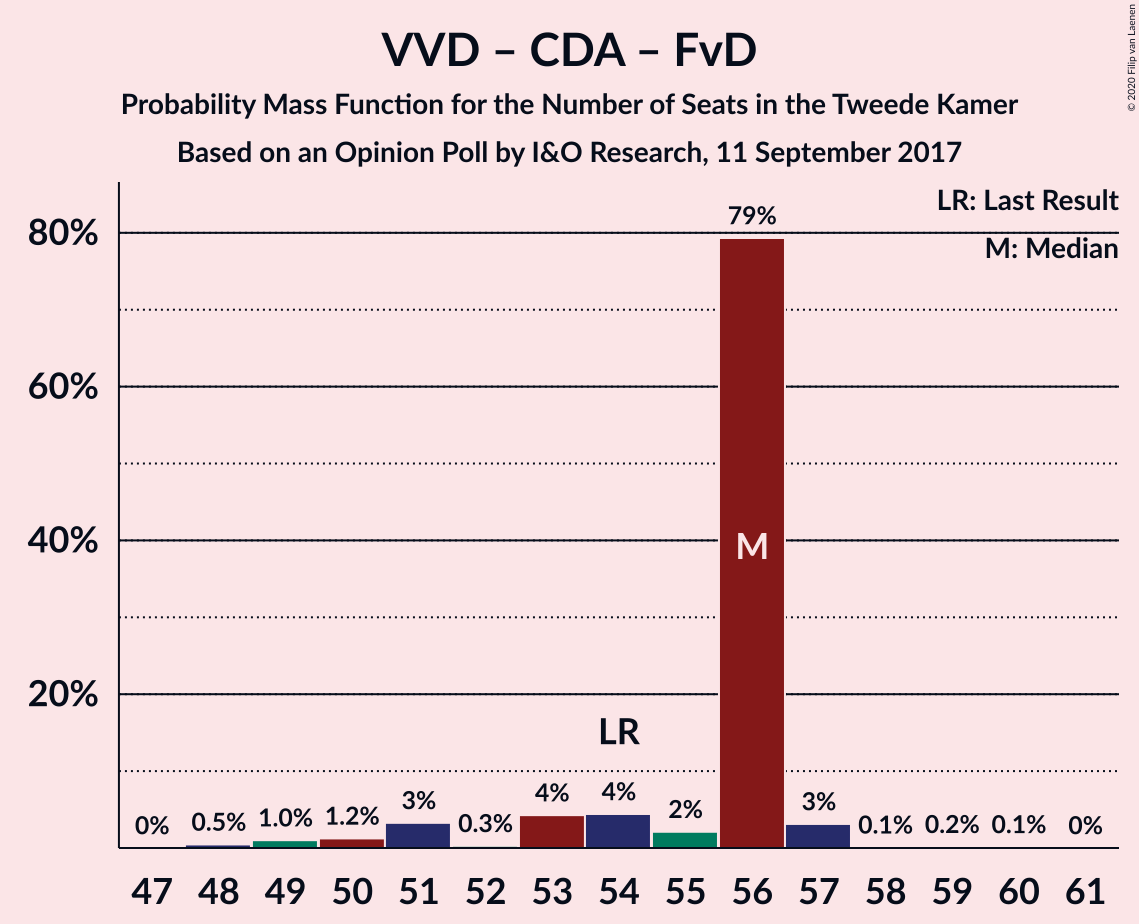 VVD – CDA – FvD
Probability Mass Function for the Number of Seats in the Tweede Kamer
Based on an Opinion Poll by I&O Research, 11 September 2017
© 2020 Filip van Laenen
LR: Last Result
M: Median
80%
60%
40%
20%
0%
0.5%
1.0%
1.2%
3%
0.3%
4%
4%
2%
79%
3%
0.1%
0.2%
0.1%
0%
LR
M
47 48 49 50 51 52 53 54 55 56 57 58 59 60 61